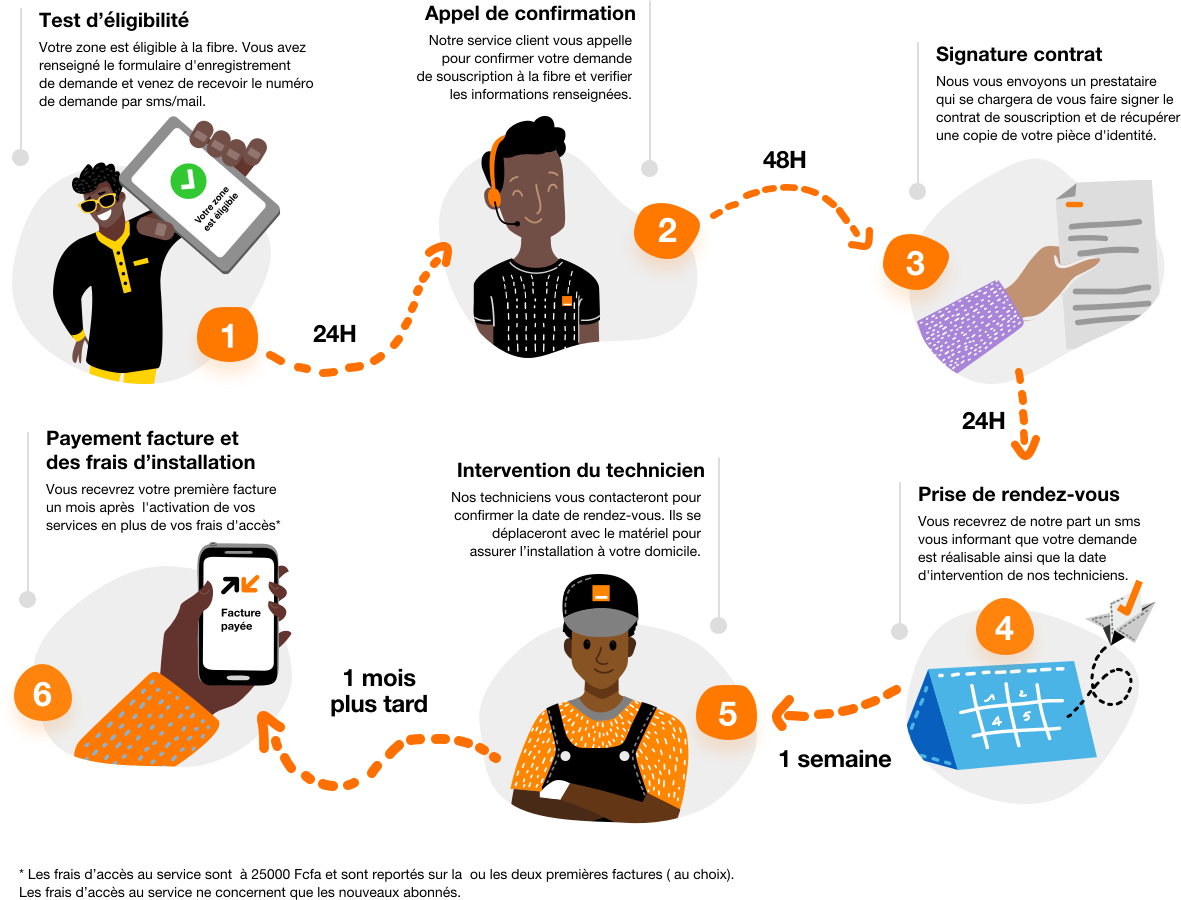 Test d’éligibilité
Votre zone est éligible à la fibre. Vous avez
renseigné le formulaire d'enregistrement
de demande et venez de recevoir le numéro
de demande par sms/mail.
Votre zone
est éligible
1
24H
Appel de confirmation
Notre service client vous appelle
pour confirmer votre demande
de souscription à la fibre et verifier
les informations renseignées.
2
48H
Signature contrat
Nous vous envoyons un prestataire
qui se chargera de vous faire signer le
contrat de souscription et de récupérer
une copie de votre pièce d'identité.
3
24H
Prise de rendez-vous
Vous recevrez de notre part un sms
vous informant que votre demande
est réalisable ainsi que la date
d'intervention de nos techniciens.
4
1 2
4 5
1 semaine
Intervention du technicien
Nos techniciens vous contacteront pour
confirmer la date de rendez-vous. Ils se
déplaceront avec le matériel pour
assurer l’installation à votre domicile.
5
1 mois
plus tard
Payement facture et
des frais d’installation
Vous recevrez votre première facture
un mois après  l'activation de vos
services en plus de vos frais d'accès*
Facture
payée
6
* Les frais d’accès au service sont  à 25000 Fcfa et sont reportés sur la  ou les deux premières factures ( au choix).
Les frais d’accès au service ne concernent que les nouveaux abonnés.